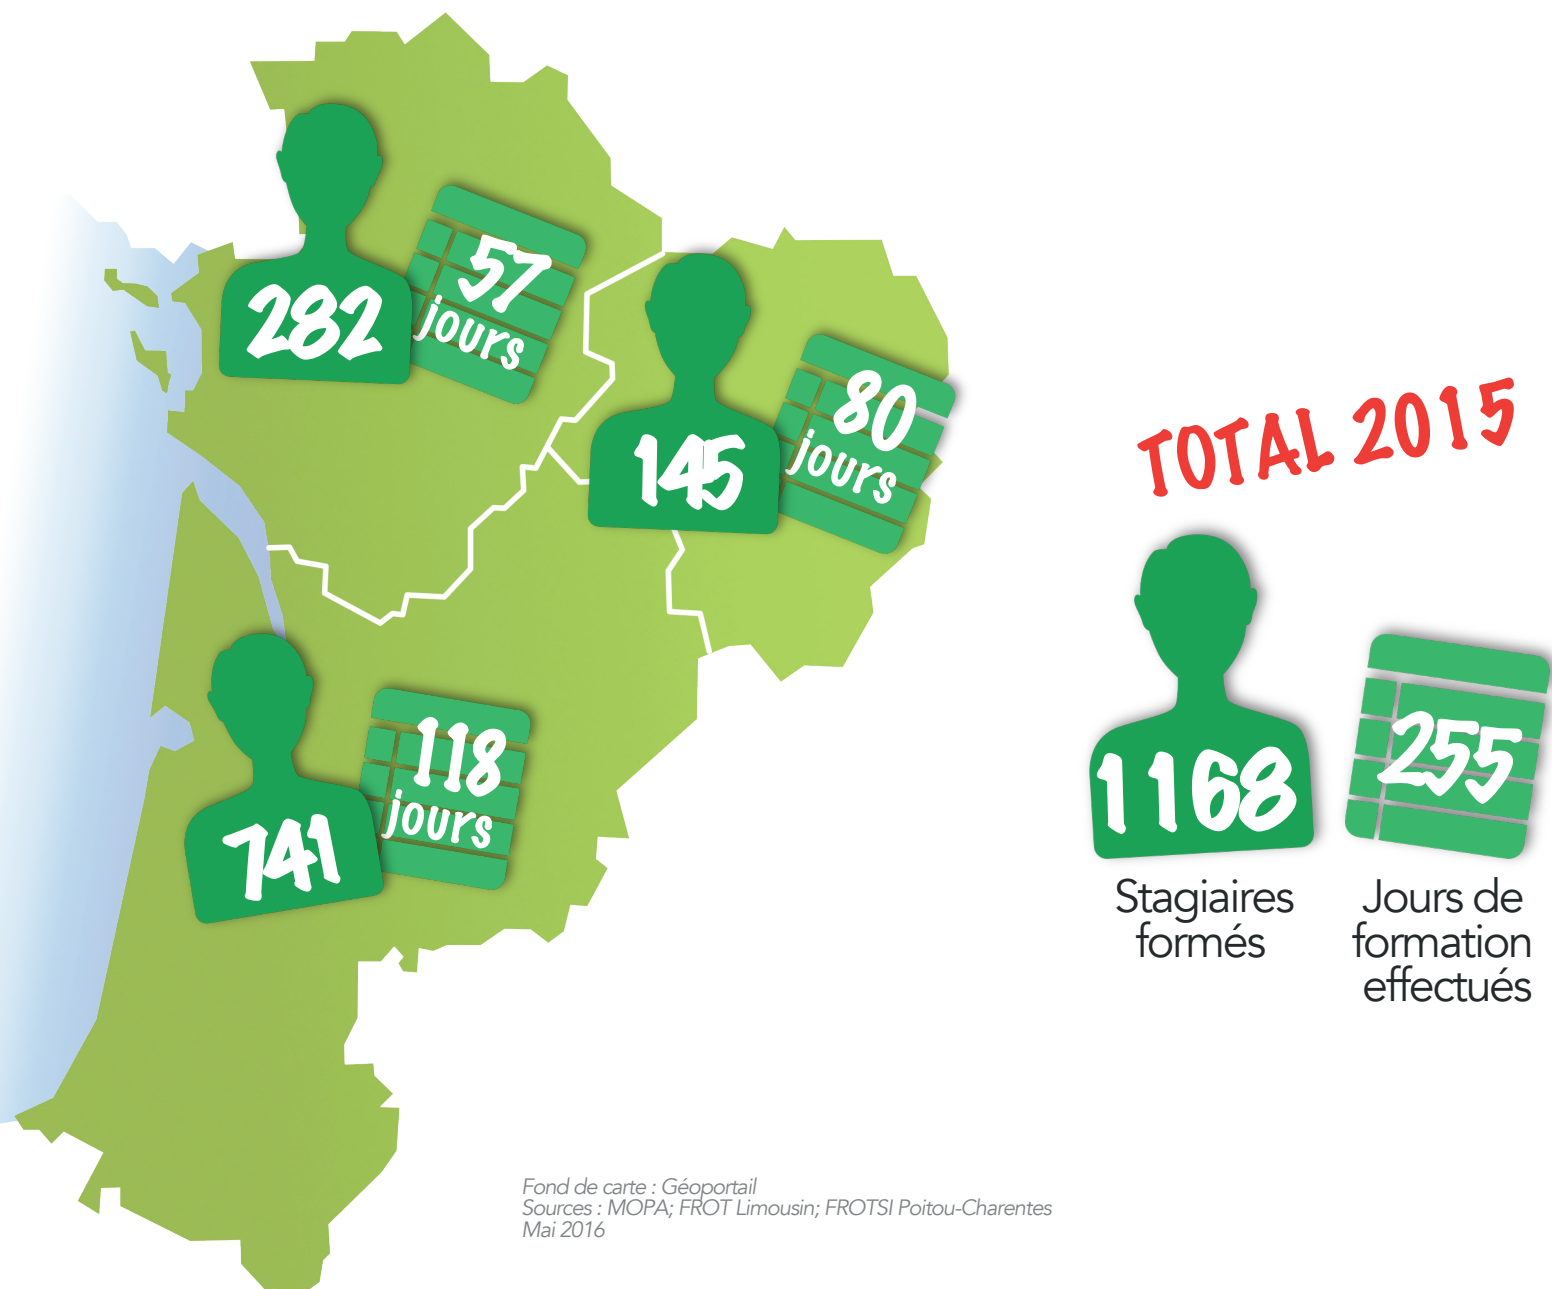 282
57
jours
145
80
jours
741
118
jours
TOTAL 2015
1168
255
Stagiaires
formés
Jours de
formation
effectués
Fond de carte : Géoportail
Sources : MOPA; FROT Limousin; FROTSI Poitou-Charentes
Mai 2016